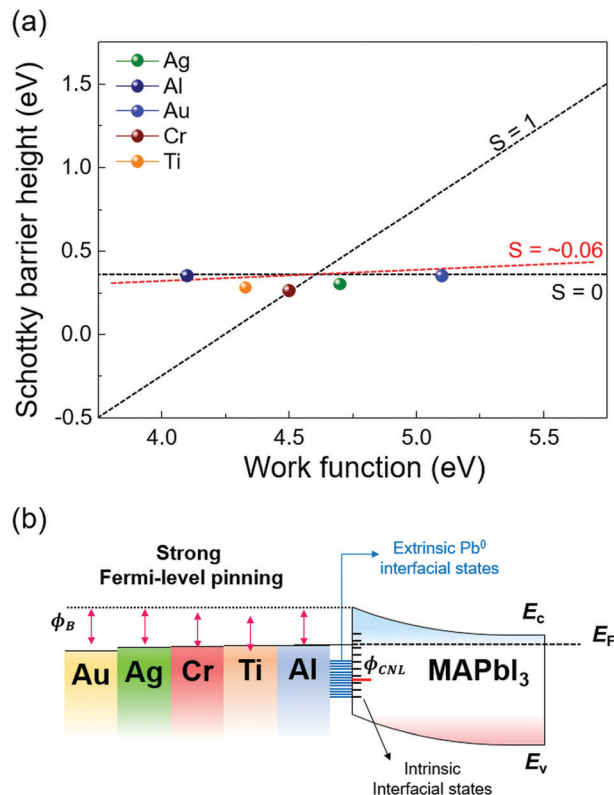 (a)
Schottky barrier height (eV)
1.5
1.0
0.5
0.0
-0.5
Ag
Al
Au
Cr
Ti
S = 1
S = ~0.06
S = 0
4.0 4.5 5.0 5.5
Work function (eV)
(b)
Strong
Fermi-level pinning
Extrinsic Pb⁰
interfacial states
ϕB
Ec
EF
Au Ag Cr Ti Al
ϕCNL
MAPbI₃
Intrinsic
Interfacial states
Ev